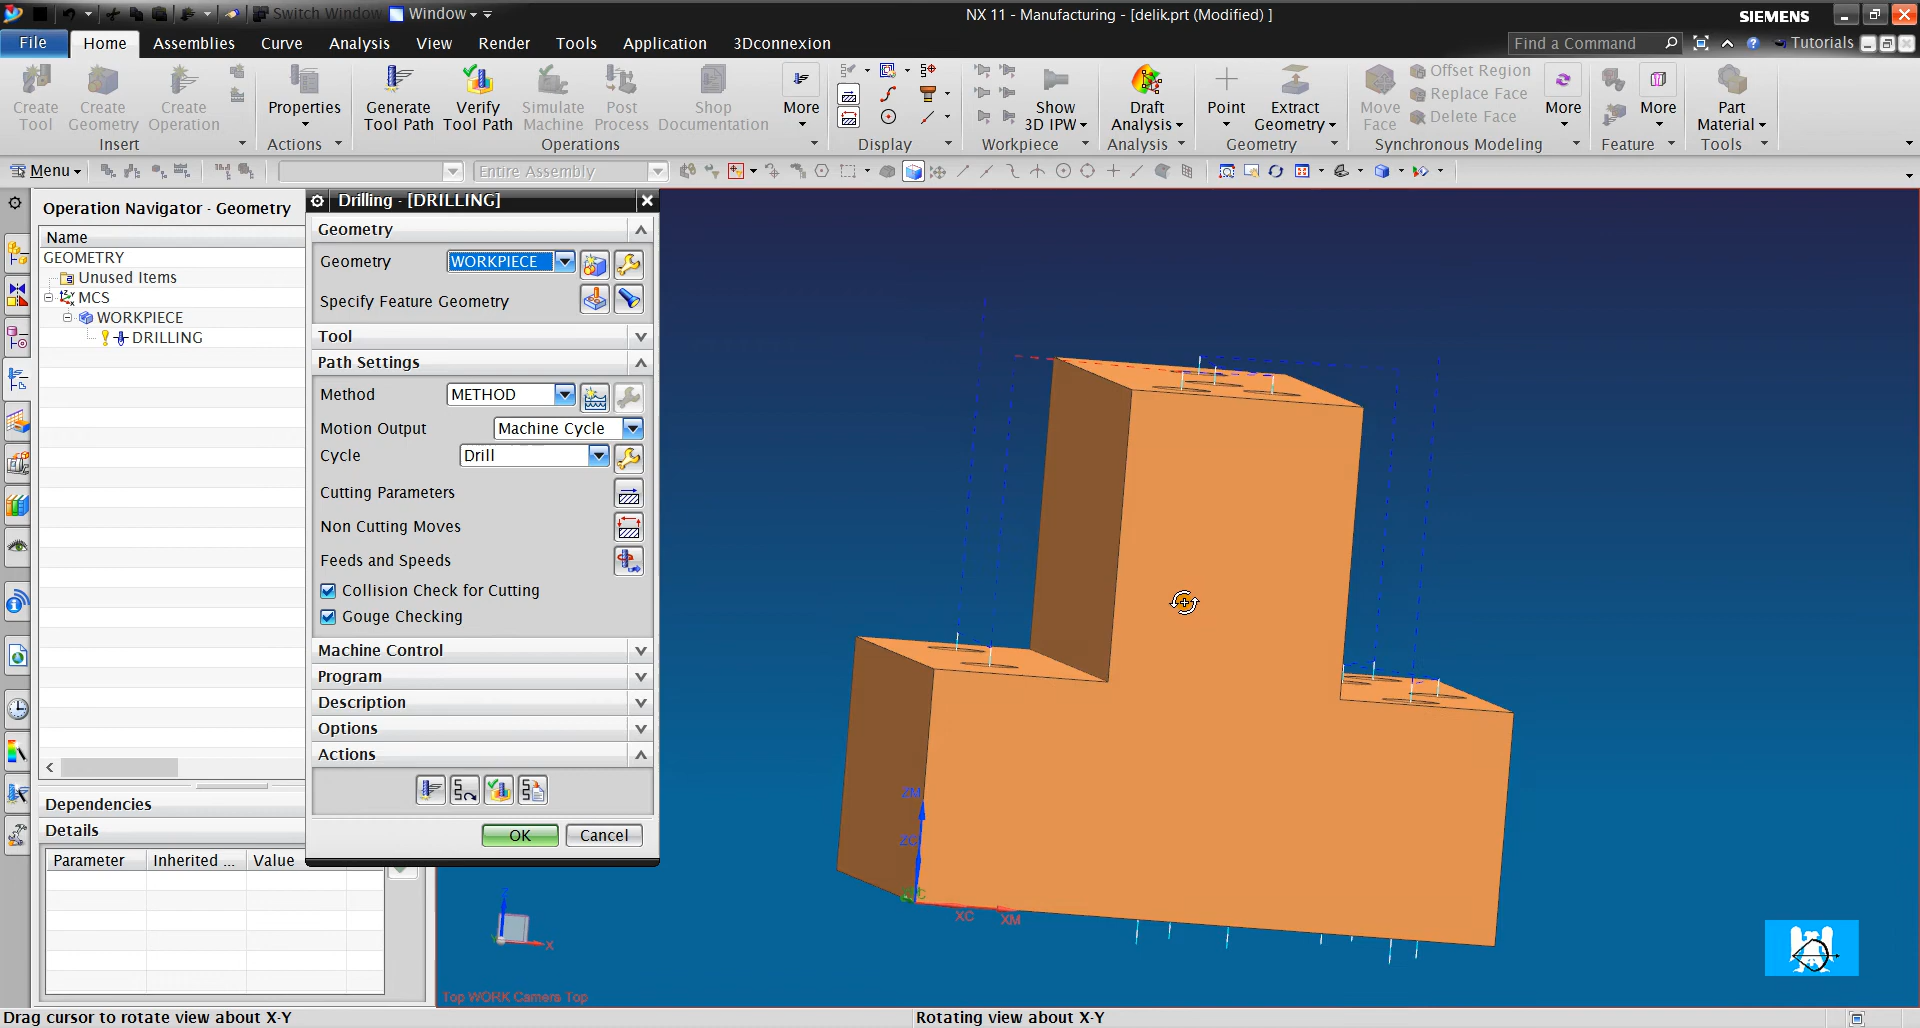 Switch Window Window NX 11 - Manufacturing - [delik.prt (Modified) ] SIEMENS
File Home Assemblies Curve Analysis View Render Tools Application 3Dconnexion Find a Command Tutorials
Create Tool
Create Geometry
Create Operation
Insert
Properties
Actions
Generate Tool Path
Verify Tool Path
Simulate Machine
Post Process
Shop Documentation
More
Operations
Display
Show 3D IPW
Workpiece
Draft Analysis
Analysis
Point
Extract Geometry
Geometry
Move Face
Offset Region
Replace Face
Delete Face
More
Synchronous Modeling
More
Feature
Part Material
Tools
Menu Entire Assembly
Operation Navigator - Geometry
Name
GEOMETRY
Unused Items
MCS
WORKPIECE
DRILLING
Dependencies
Details
Parameter Inherited ... Value
Drilling - [DRILLING]
Geometry
Geometry WORKPIECE
Specify Feature Geometry
Tool
Path Settings
Method METHOD
Motion Output Machine Cycle
Cycle Drill
Cutting Parameters
Non Cutting Moves
Feeds and Speeds
Collision Check for Cutting
Gouge Checking
Machine Control
Program
Description
Options
Actions
OK Cancel
ZM
ZC
XC XM
Z
X
Top WORK Camera Top
Drag cursor to rotate view about X-Y Rotating view about X-Y